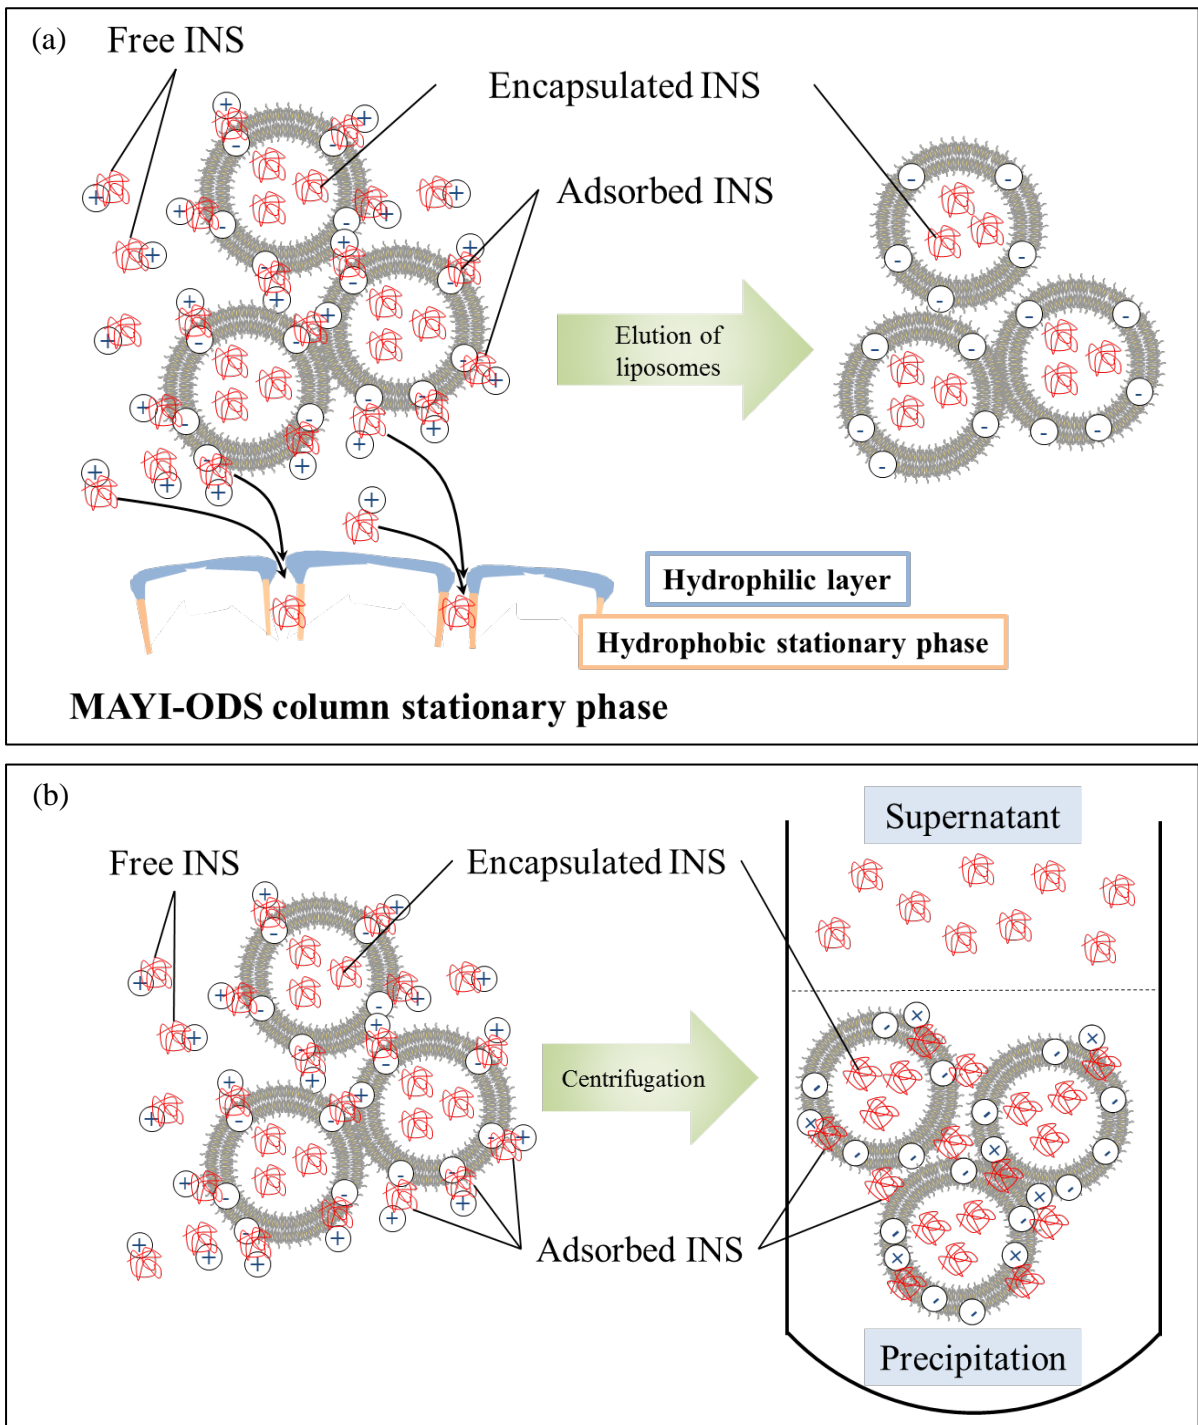 (a)
Free INS
Encapsulated INS
Adsorbed INS
Elution of
liposomes
Hydrophilic layer
Hydrophobic stationary phase
MAYI-ODS column stationary phase
(b)
Supernatant
Free INS
Encapsulated INS
Centrifugation
Adsorbed INS
Precipitation